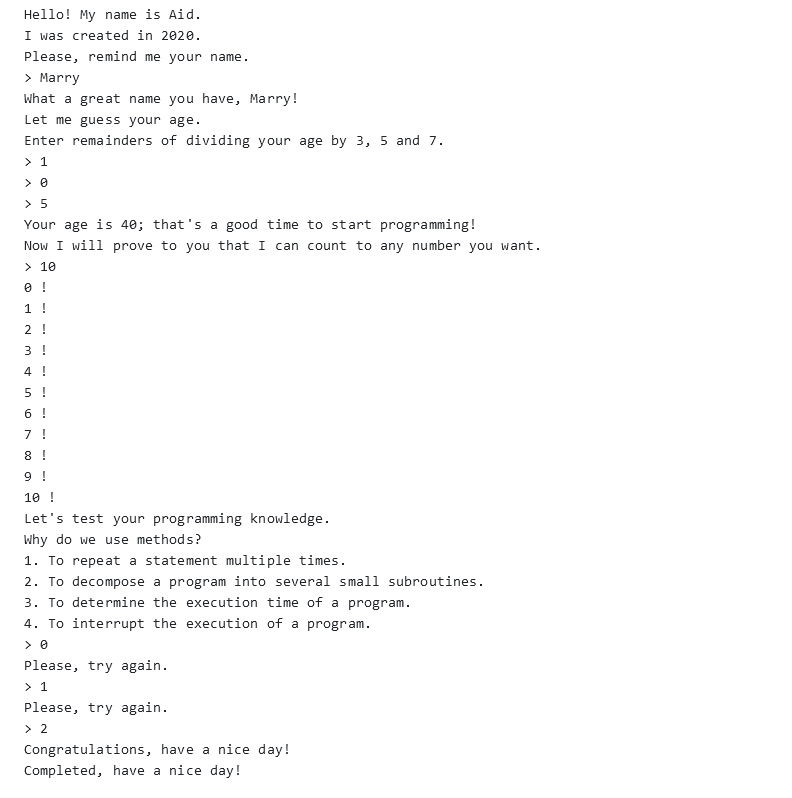 Hello! My name is Aid.
I was created in 2020.
Please, remind me your name.
> Marry
What a great name you have, Marry!
Let me guess your age.
Enter remainders of dividing your age by 3, 5 and 7.
> 1
> 0
> 5
Your age is 40; that's a good time to start programming!
Now I will prove to you that I can count to any number you want.
> 10
0 !
1 !
2 !
3 !
4 !
5 !
6 !
7 !
8 !
9 !
10 !
Let's test your programming knowledge.
Why do we use methods?
1. To repeat a statement multiple times.
2. To decompose a program into several small subroutines.
3. To determine the execution time of a program.
4. To interrupt the execution of a program.
> 0
Please, try again.
> 1
Please, try again.
> 2
Congratulations, have a nice day!
Completed, have a nice day!